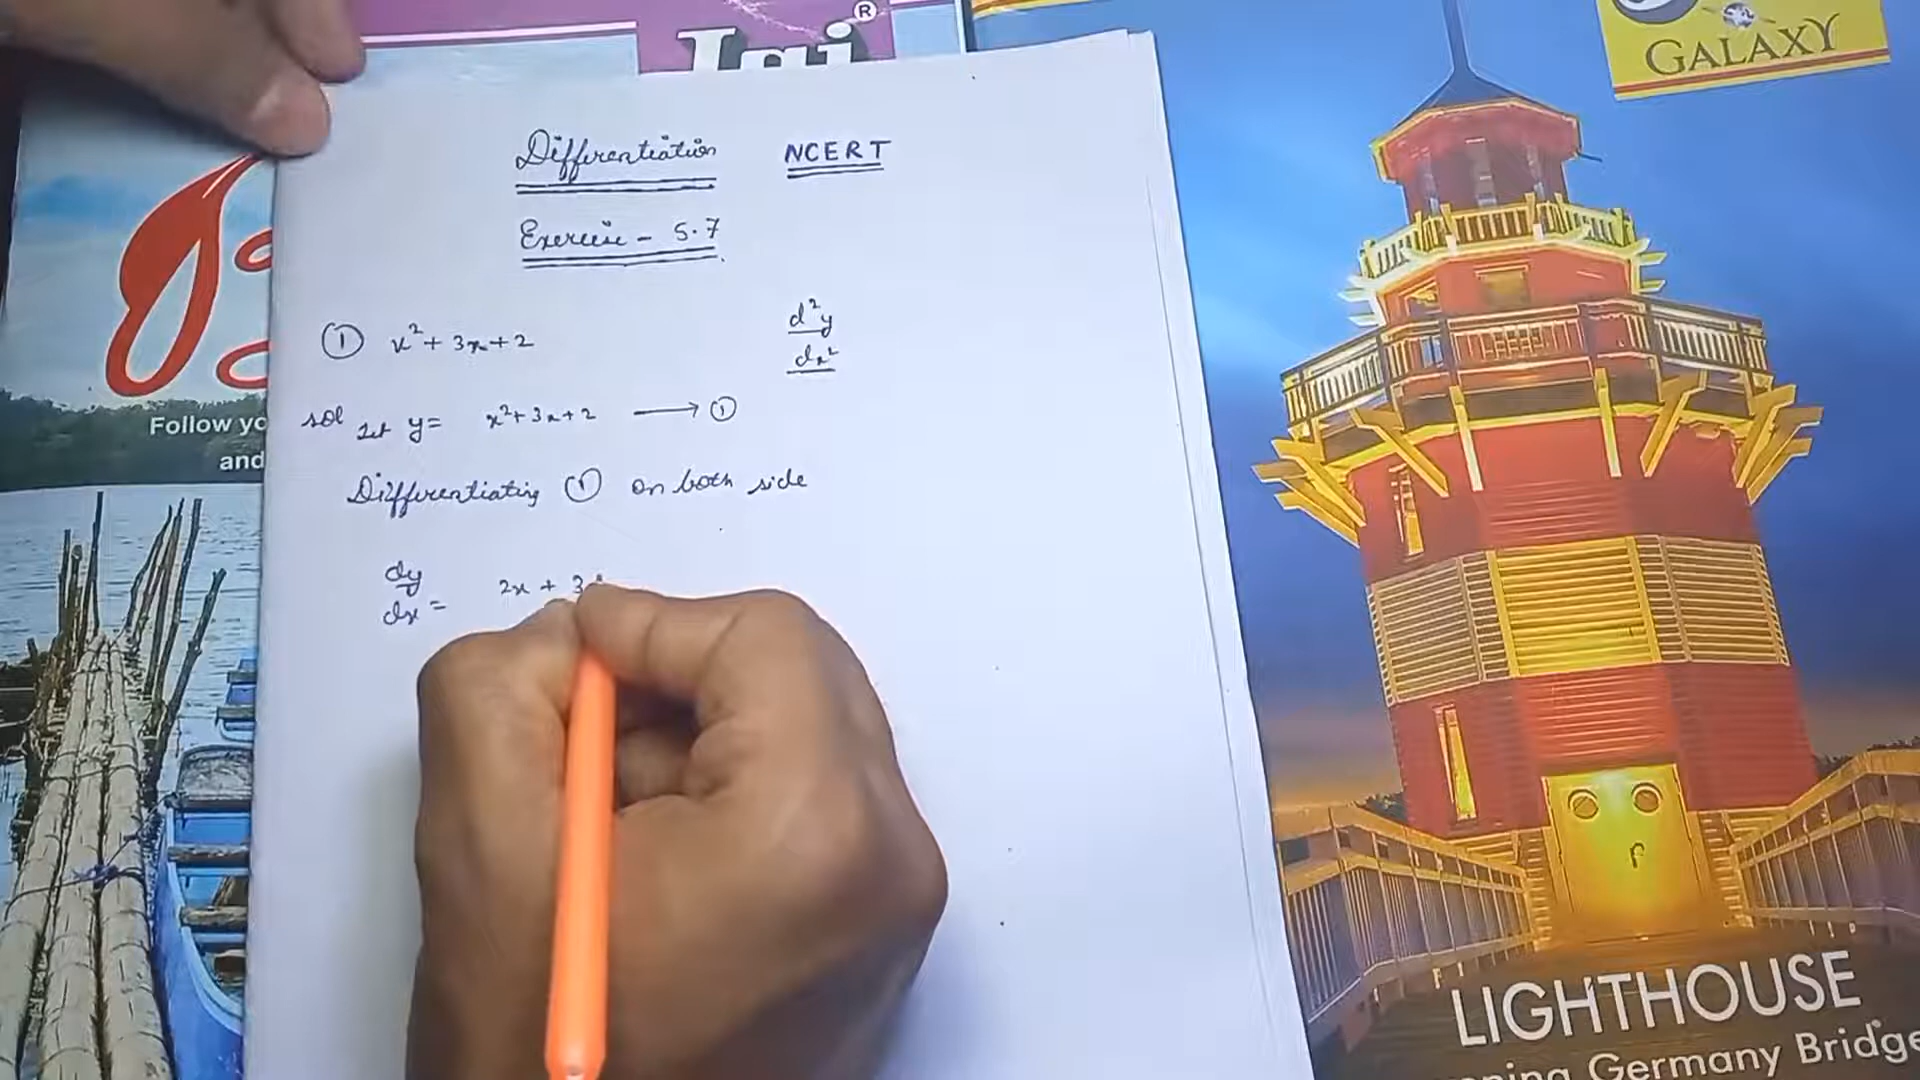 ®
GALAXY
Differentiation NCERT
Exercise - 5.7
① x² + 3x + 2
d²y
dx²
sol Let y = x² + 3x + 2 ⟶ ①
Differentiating ① on both side
dy
dx = 2x + 3
Follow
and
LIGHTHOUSE
Germany Bridge